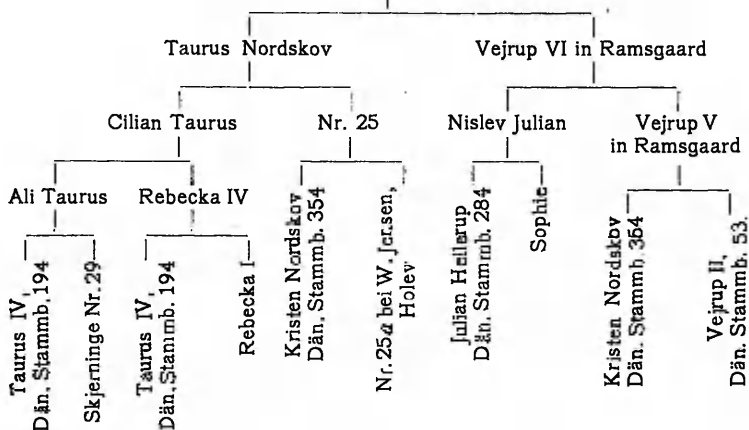 Taurus Nordskov
Vejrup VI in Ramsgaard
Cilian Taurus
Nr. 25
Nislev Julian
Vejrup V
in Ramsgaard
Ali Taurus
Rebecka IV
Taurus IV,
Dän. Stammb. 194
Skjerninge Nr. 29
Taurus IV,
Dän. Stammb. 194
Rebecka I
Kristen Nordskov
Dän. Stammb. 354
Nr. 25a bei W. Jensen,
Holev
Julian Hellerup
Dän. Stammb. 284
Sophie
Kristen Nordskov
Dän. Stammb. 354
Vejrup II,
Dän. Stammb. 53.